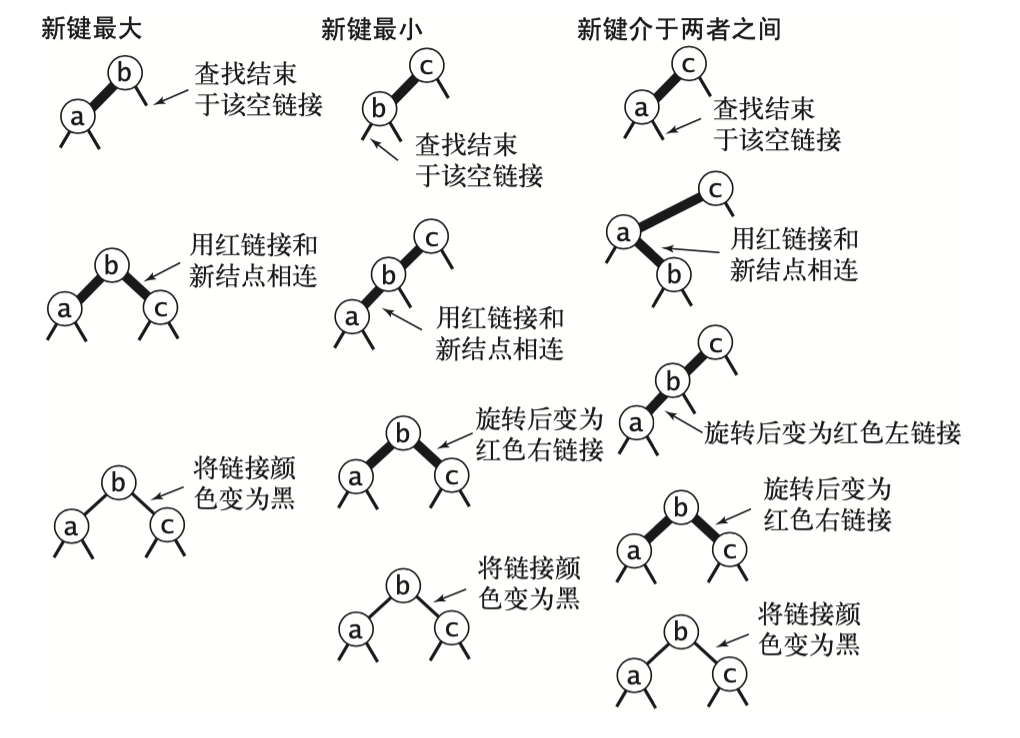 新键最大
b
查找结束
于该空链接
a
b
用红链接和
新结点相连
a
c
b
将链接颜
色变为黑
a
c
新键最小
c
b
查找结束
于该空链接
c
b
a
用红链接和
新结点相连
b
旋转后变为
红色右链接
a
c
b
将链接颜
色变为黑
a
c
新键介于两者之间
c
a
查找结束
于该空链接
c
a
用红链接和
新结点相连
b
c
b
a
旋转后变为红色左链接
b
旋转后变为
红色右链接
a
c
b
将链接颜
色变为黑
a
c